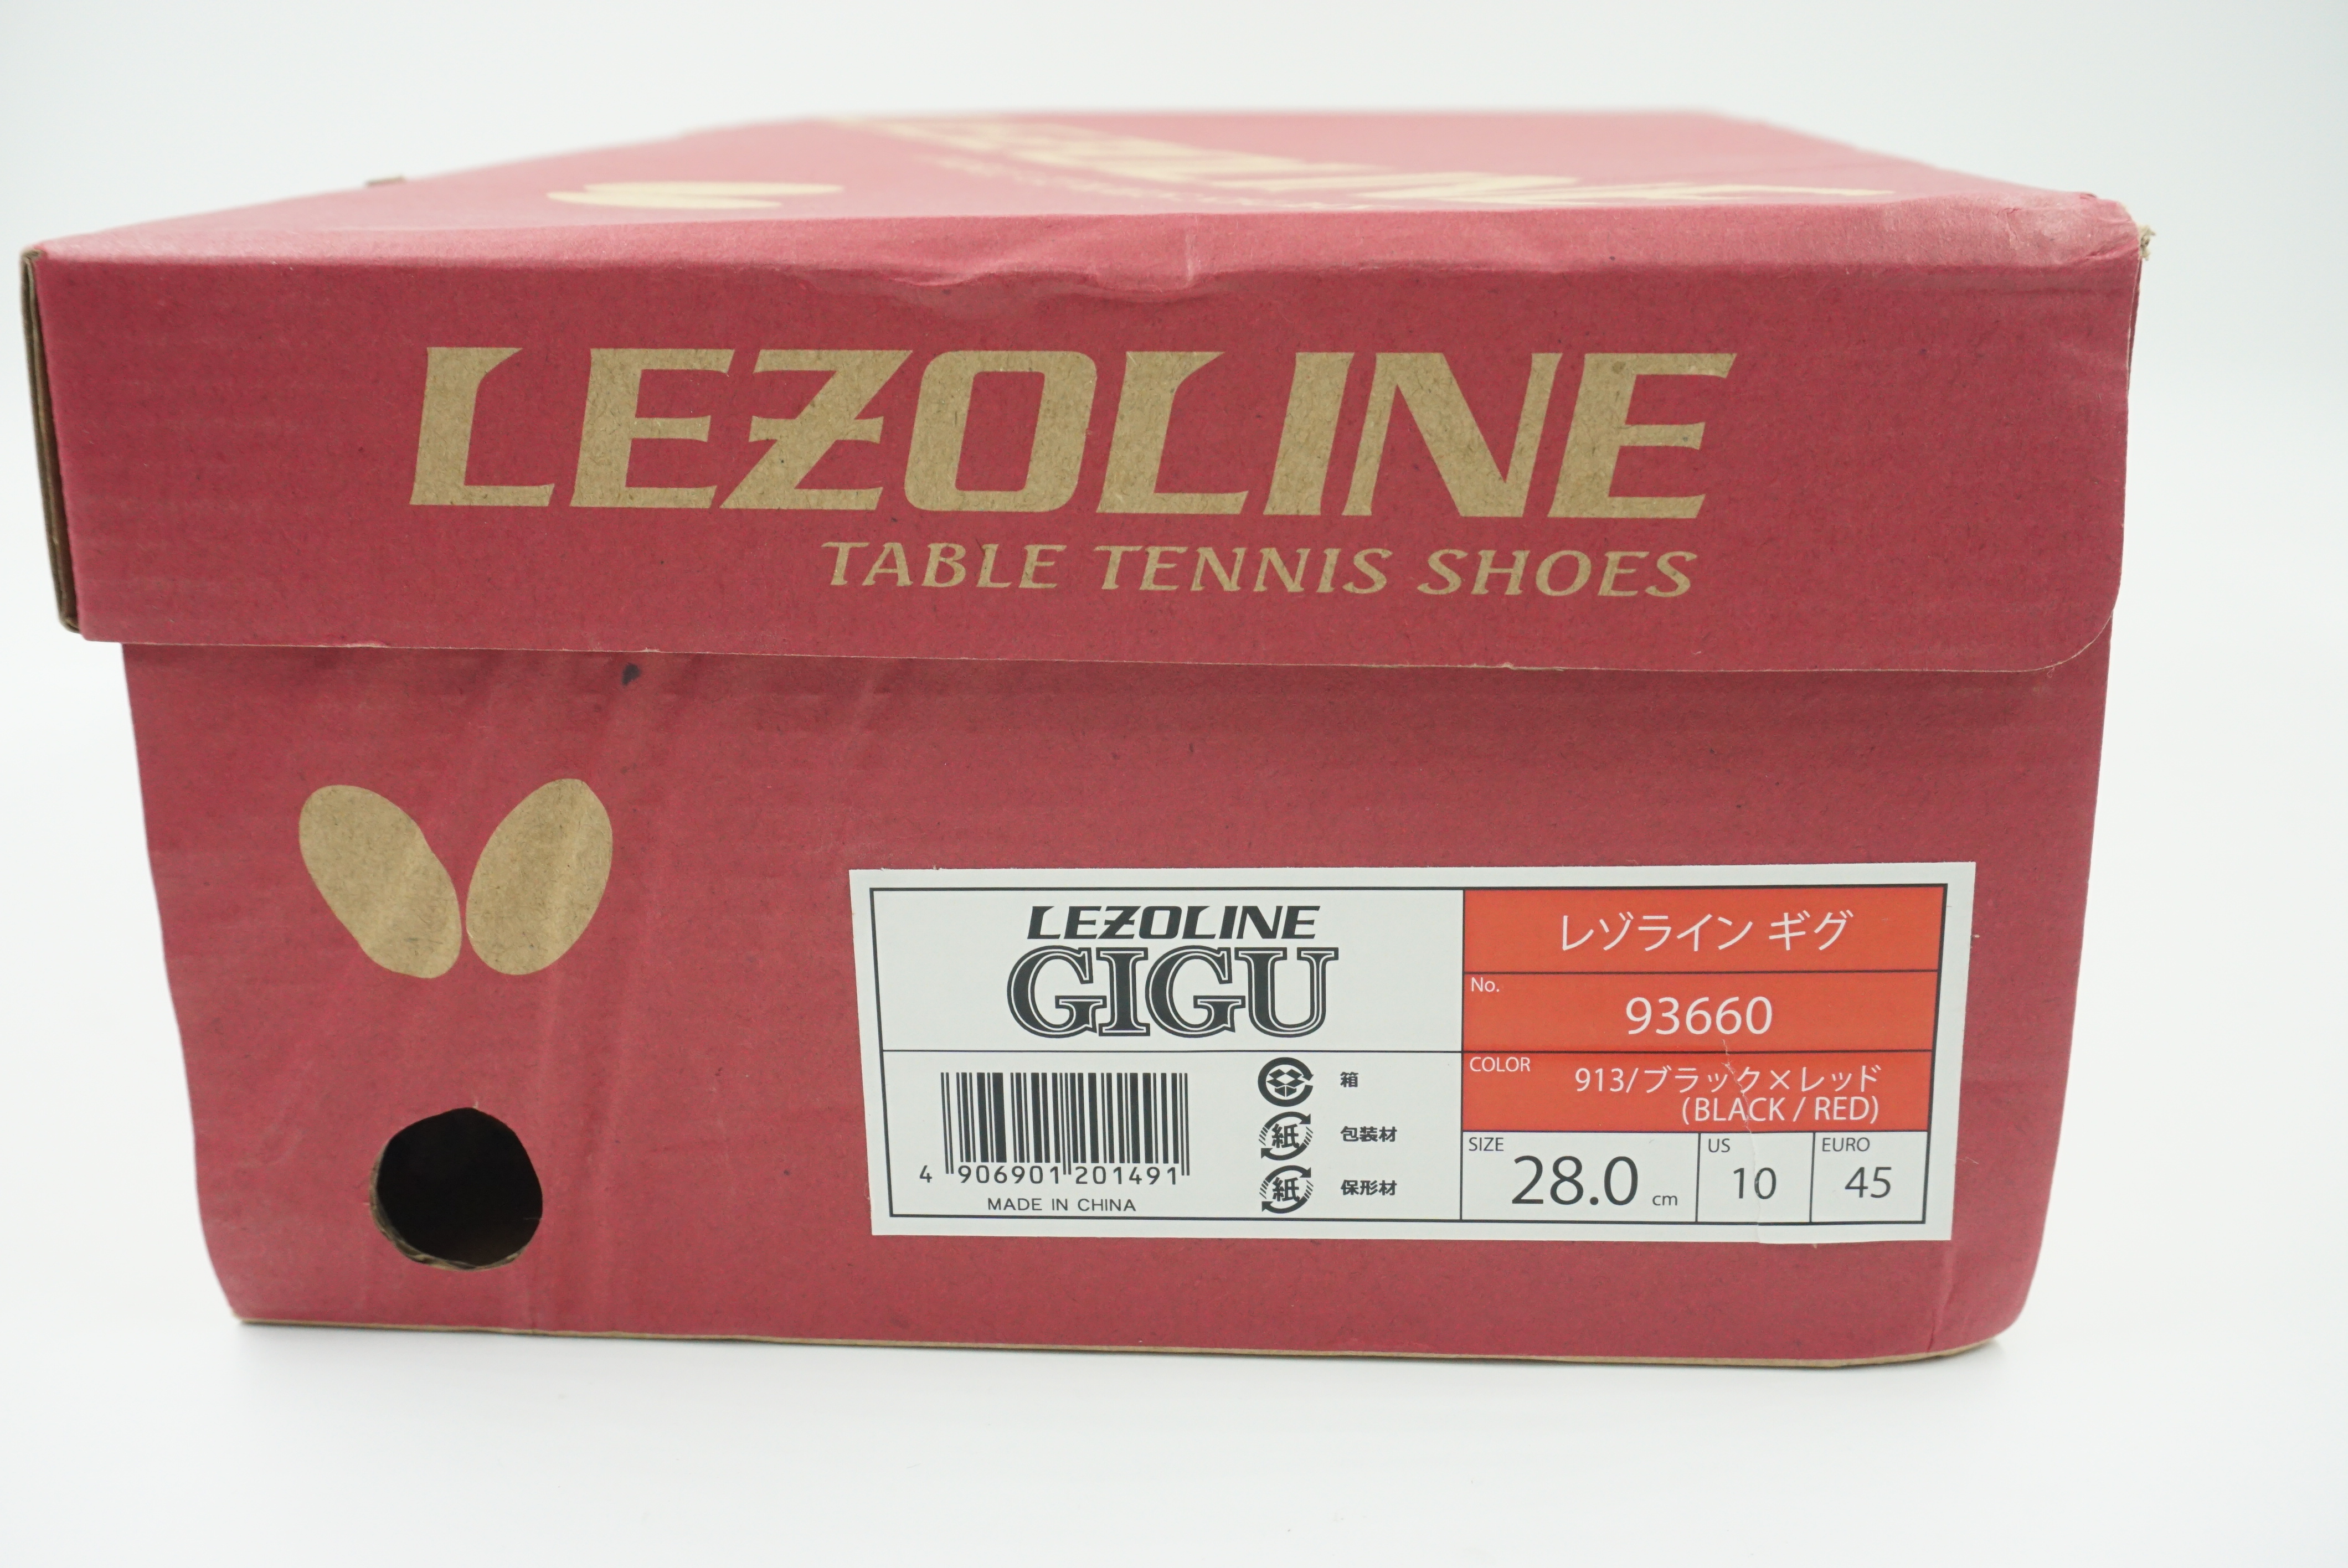 LEZOLINE
TABLE TENNIS SHOES
LEZOLINE
GIGU
レゾライン ギグ
No.
93660
COLOR
913/ブラック×レッド
(BLACK / RED)
箱
紙 包装材
紙 保形材
4 906901 201491
MADE IN CHINA
SIZE
28.0 cm
US
10
EURO
45